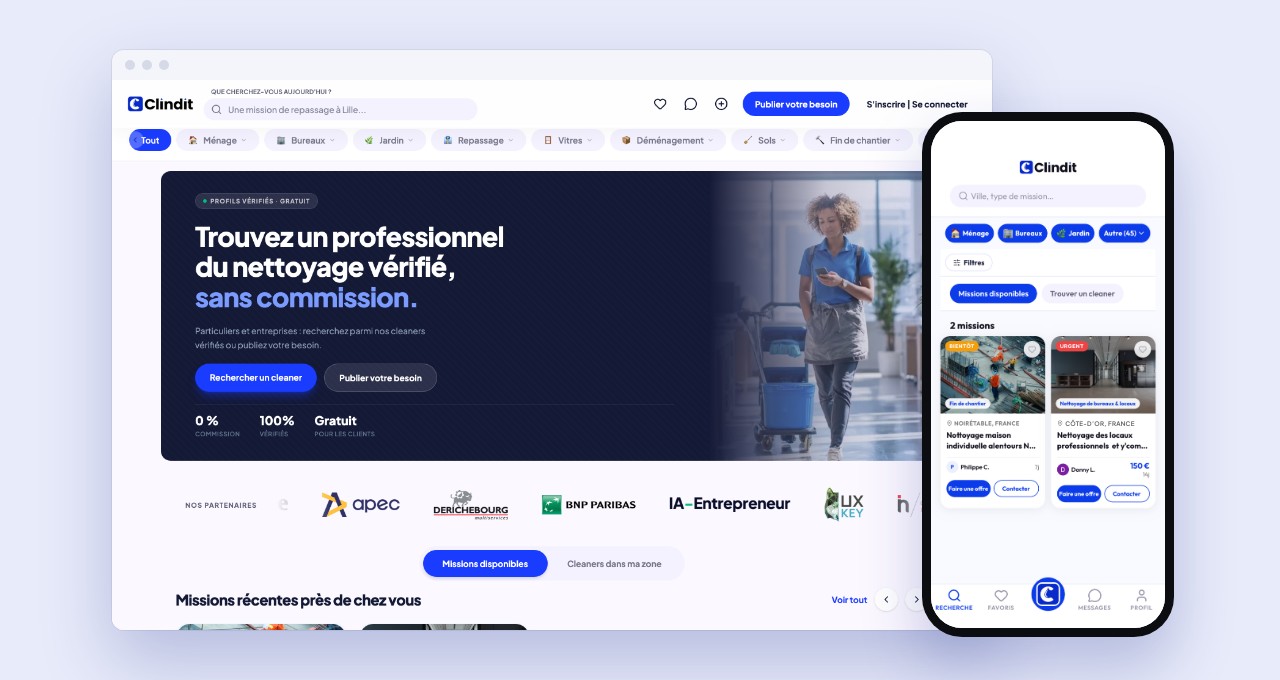 QUE CHERCHEZ-VOUS AUJOURD'HUI ?
Clindit
Une mission de repassage à Lille...
Publier votre besoin
S'inscrire | Se connecter
Tout
Ménage
Bureaux
Jardin
Repassage
Vitres
Déménagement
Sols
Fin de chantier
PROFILS VÉRIFIÉS · GRATUIT
Trouvez un professionnel
du nettoyage vérifié,
sans commission.
Particuliers et entreprises : recherchez parmi nos cleaners
vérifiés ou publiez votre besoin.
Rechercher un cleaner
Publier votre besoin
0 %
COMMISSION
100%
VÉRIFIÉS
Gratuit
POUR LES CLIENTS
NOS PARTENAIRES
apec
DERICHEBOURG
multiservices
BNP PARIBAS
IA-Entrepreneur
UX
KEY
Missions disponibles
Cleaners dans ma zone
Missions récentes près de chez vous
Voir tout
Clindit
Ville, type de mission...
Ménage
Bureaux
Jardin
Autre (45)
Filtres
Missions disponibles
Trouver un cleaner
2 missions
BIENTÔT
Fin de chantier
NOIRÉTABLE, FRANCE
Nottoyage maison
individuelle alentours N...
P
Philippe C.
1j
Faire une offre
Contacter
URGENT
Nettoyage de bureaux & locaux
CÔTE-D'OR, FRANCE
Nettoyage des locaux
professionnels et y'com...
D
Danny L.
150 €
Faire une offre
Contacter
RECHERCHE
FAVORIS
MESSAGES
PROFIL